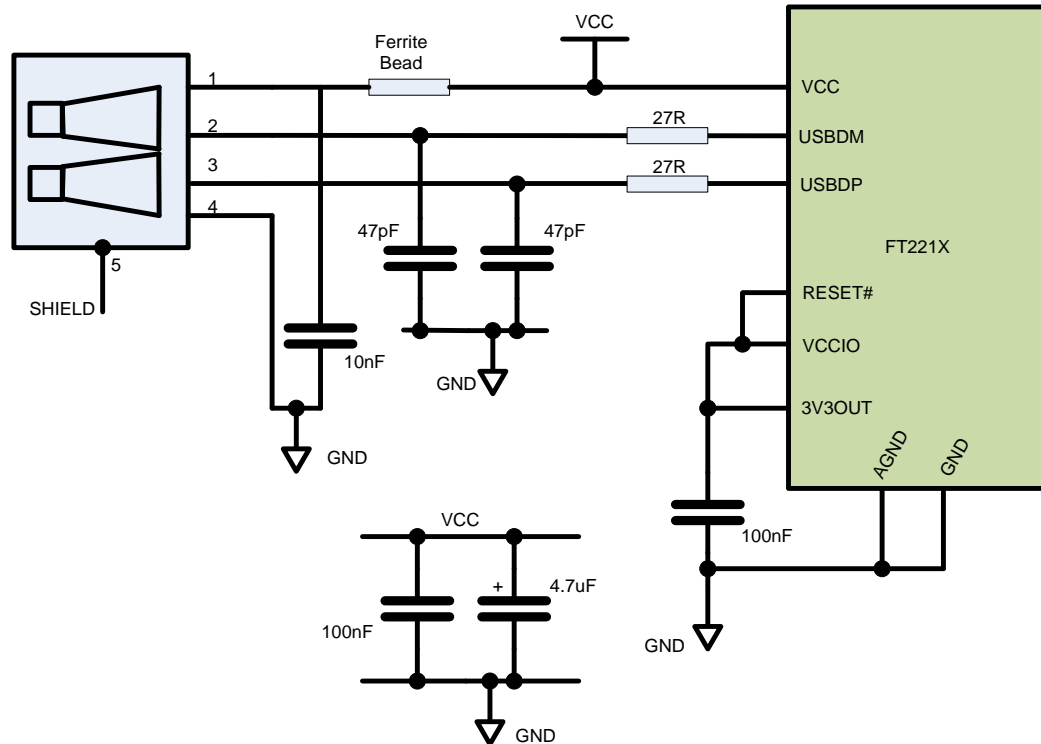 VCC
Ferrite
Bead
1
VCC
27R
2
USBDM
27R
3
USBDP
4
47pF
47pF
FT221X
5
RESET#
SHIELD
VCCIO
10nF
GND
3V3OUT
GND
AGND
GND
VCC
100nF
+
4.7uF
100nF
GND
GND